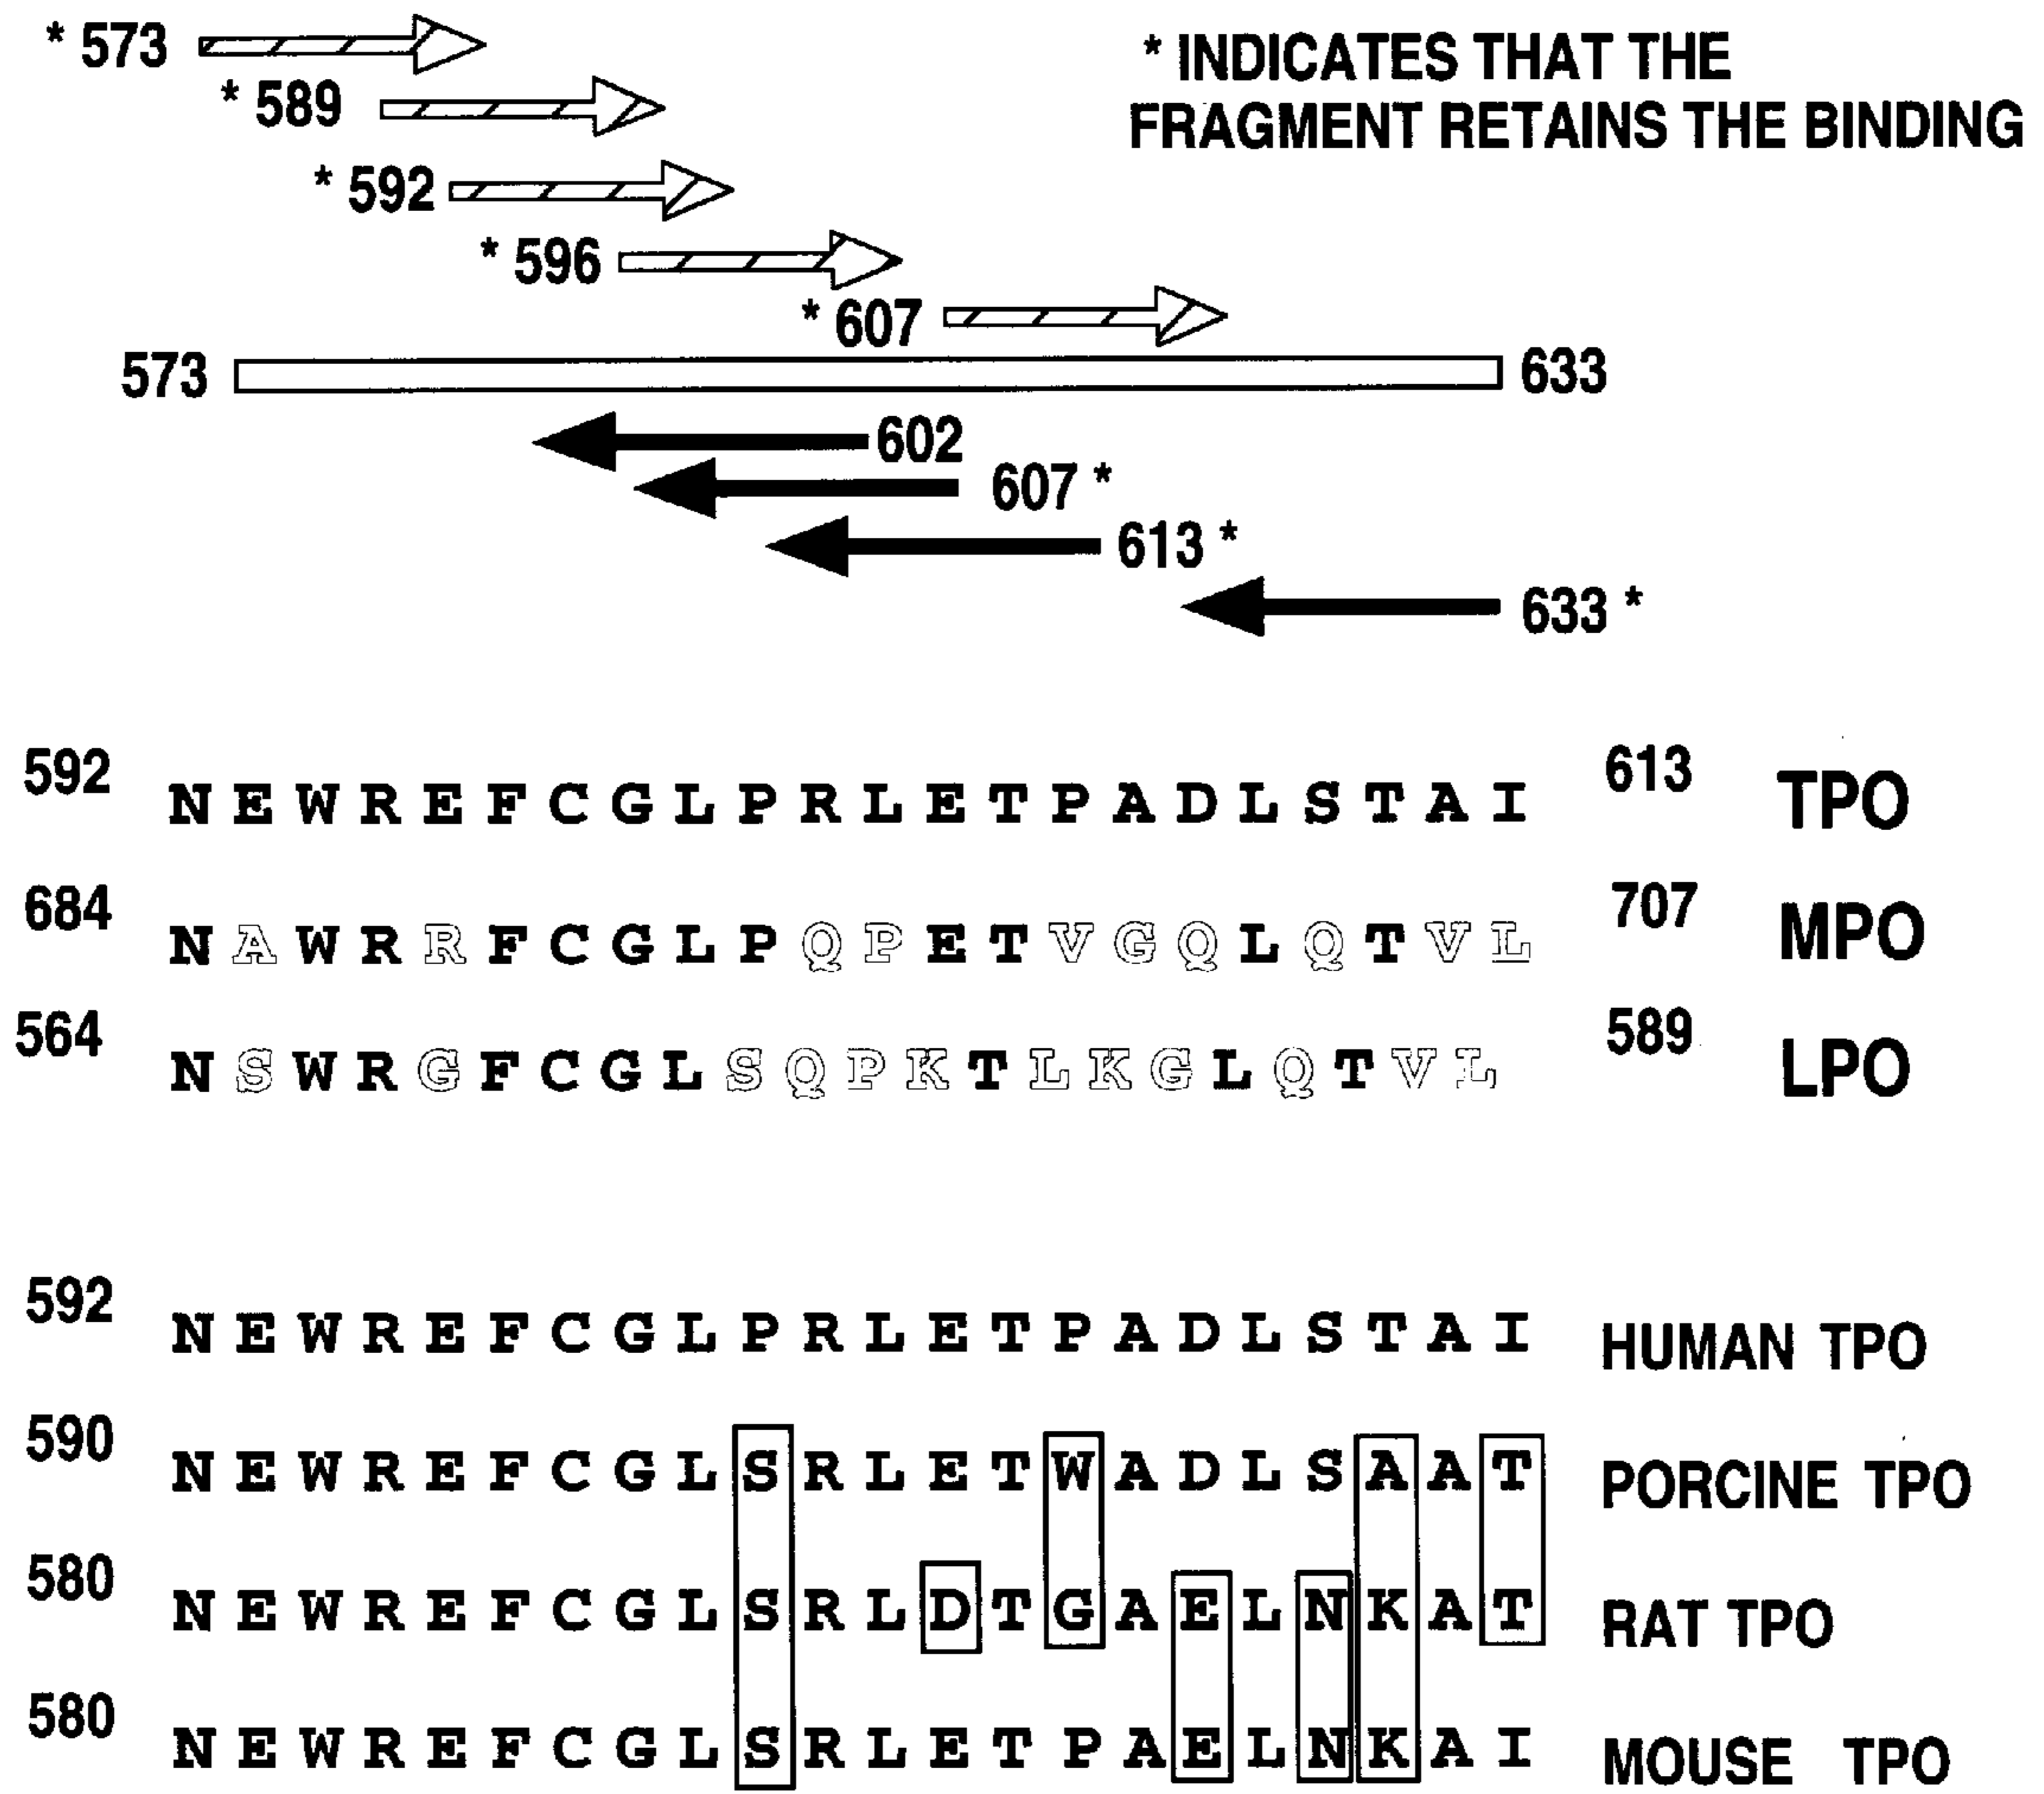 * 573
* INDICATES THAT THE
FRAGMENT RETAINS THE BINDING
* 589
* 592
* 596
* 607
573 633
602
607 *
613 *
633 *
592 N E W R E F C G L P R L E T P A D L S T A I 613 TPO
684 N A W R R F C G L P Q P E T V G Q L Q T V L 707 MPO
564 N S W R G F C G L S Q P K T L K G L Q T V L 589 LPO
592 N E W R E F C G L P R L E T P A D L S T A I HUMAN TPO
590 N E W R E F C G L S R L E T W A D L S A A T PORCINE TPO
580 N E W R E F C G L S R L D T G A E L N K A T RAT TPO
580 N E W R E F C G L S R L E T P A E L N K A I MOUSE TPO